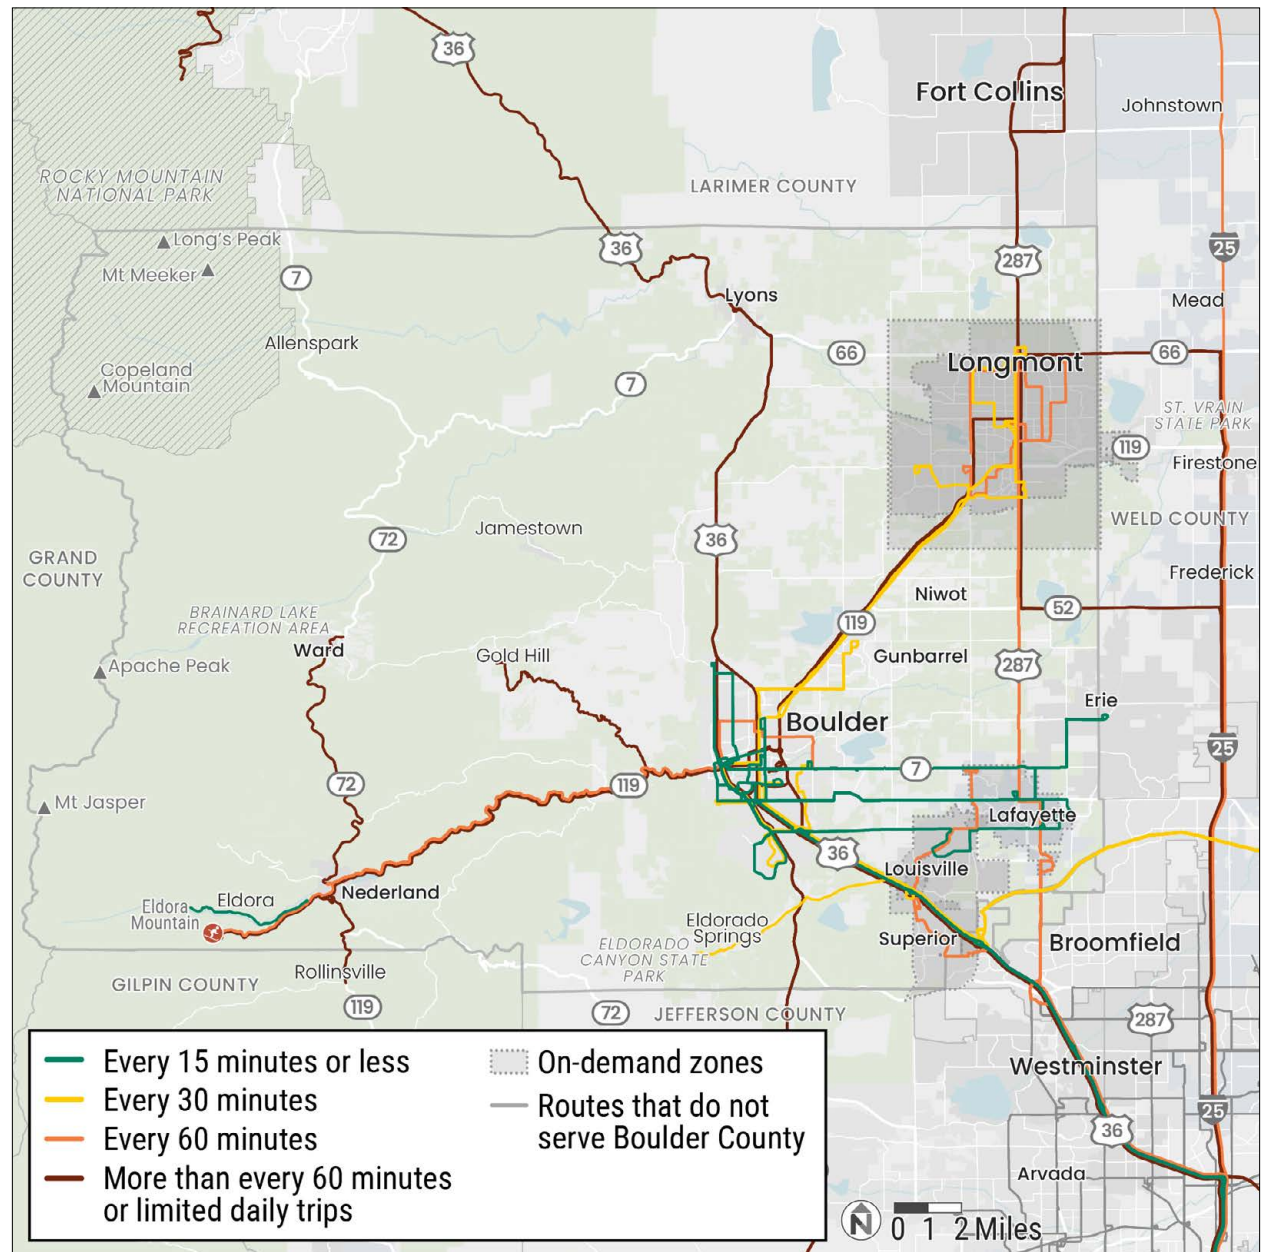 36
Fort Collins
Johnstown
ROCKY MOUNTAIN
NATIONAL PARK
LARIMER COUNTY
Long's Peak
36
25
287
Mt Meeker
7
Lyons
Mead
Allenspark
66
66
Longmont
Copeland
Mountain
7
ST. VRAIN
STATE PARK
119
Firestone
Jamestown
WELD COUNTY
72
36
GRAND
COUNTY
Frederick
Niwot
52
BRAINARD LAKE
RECREATION AREA
119
Ward
Gold Hill
Gunbarrel
287
Apache Peak
Erie
Boulder
25
7
72
119
Mt Jasper
Lafayette
36
Louisville
Nederland
Eldora
Eldora
Mountain
Eldorado
Springs
Superior
Broomfield
ELDORADO
CANYON STATE
PARK
Rollinsville
GILPIN COUNTY
119
72
JEFFERSON COUNTY
287
Westminster
25
36
Arvada
Every 15 minutes or less
Every 30 minutes
Every 60 minutes
More than every 60 minutes
or limited daily trips
On-demand zones
Routes that do not
serve Boulder County
N
0 1 2 Miles